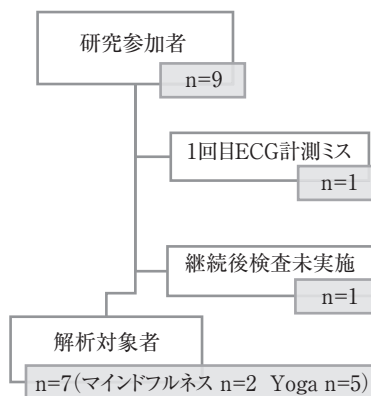 研究参加者
n=9
1回目ECG計測ミス
n=1
継続後検査未実施
n=1
解析対象者
n=7(マインドフルネス n=2 Yoga n=5)